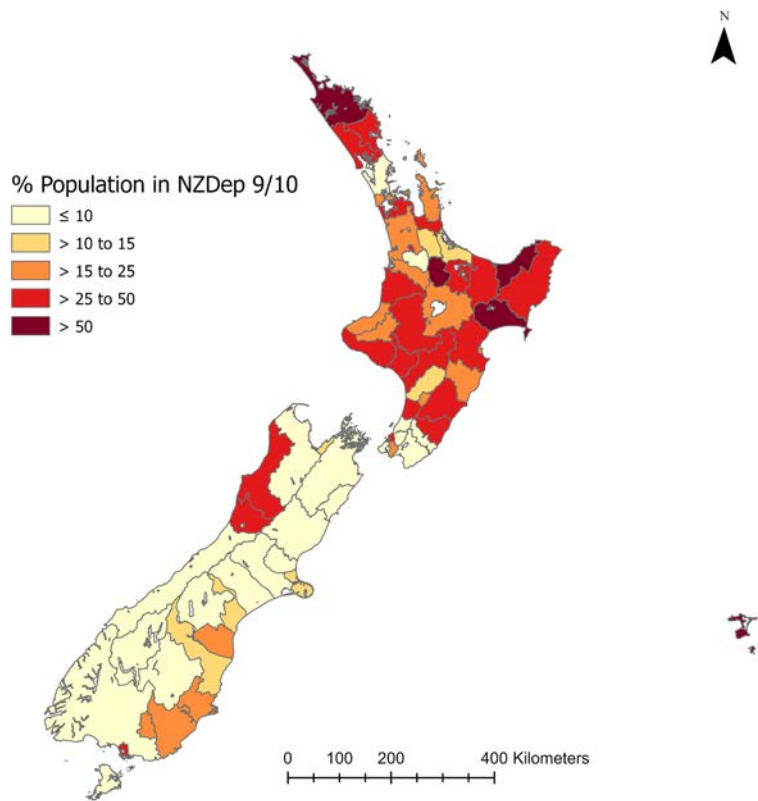 N
% Population in NZDep 9/10
≤ 10
> 10 to 15
> 15 to 25
> 25 to 50
> 50
0 100 200 400 Kilometers